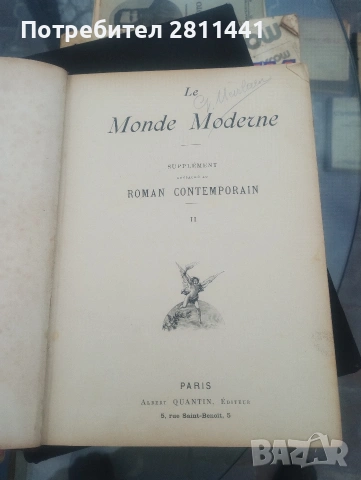 Потребител 2811441
Le
Monde Moderne
SUPPLÉMENT
ROMAN CONTEMPORAIN
II
PARIS
ALBERT QUANTIN, ÉDITEUR
5, rue Saint-Benoît, 5
BAZAR